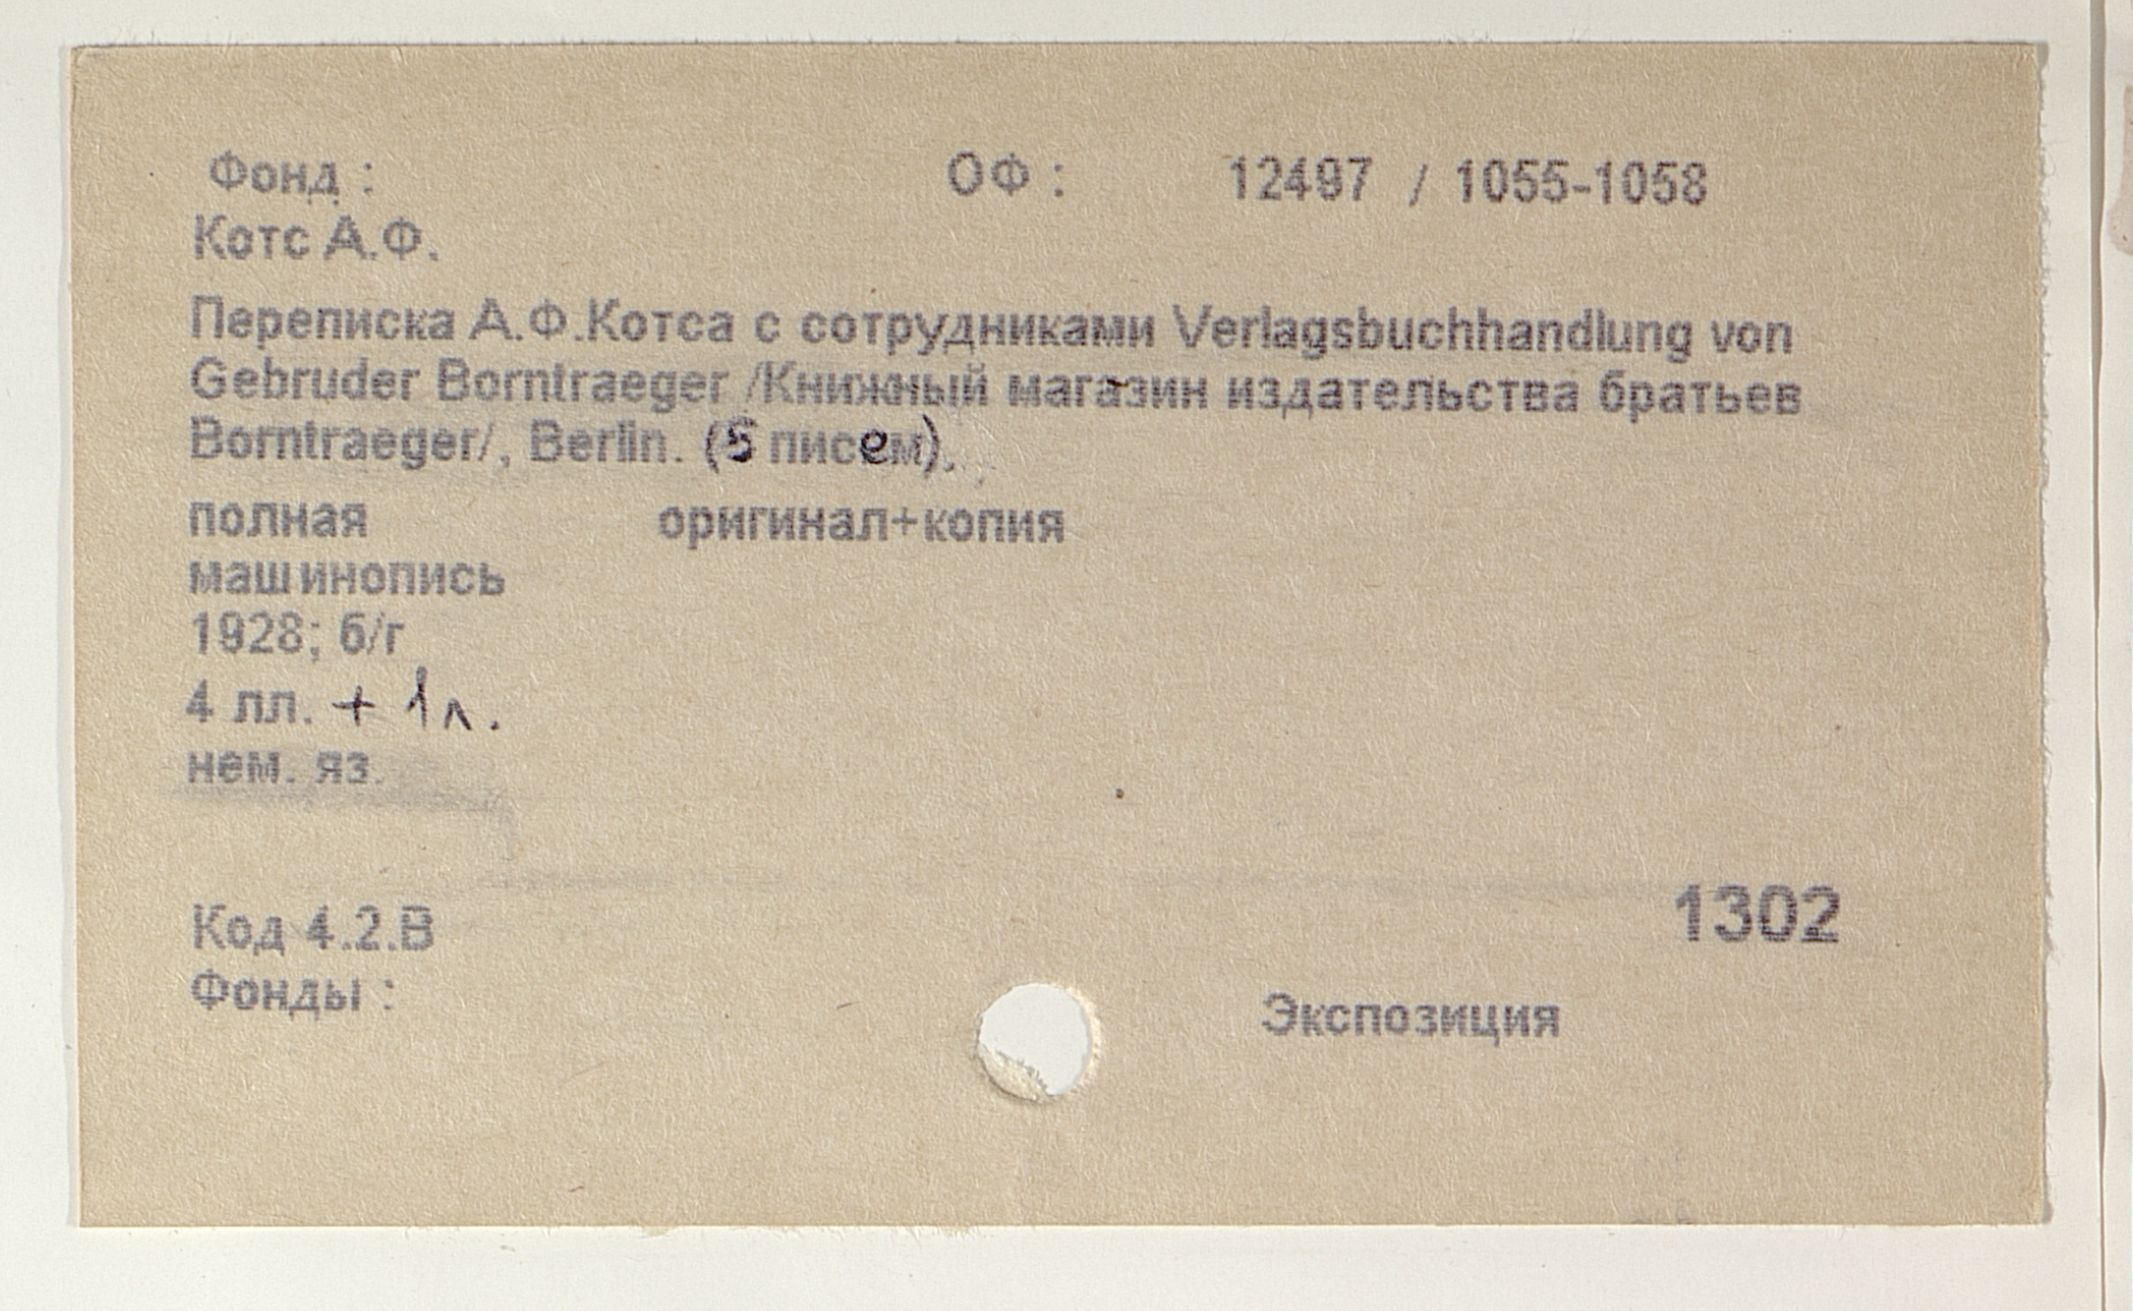 Фонд : ОФ : 12497 / 1055-1058
Котс А.Ф.
Переписка А.Ф.Котса с сотрудниками Verlagsbuchhandlung von
Gebruder Borntraeger /Книжный магазин издательства братьев
Borntraeger/, Berlin. (5 писем).
полная оригинал+копия
машинопись
1928; б/г
4 лл. + 1 л.
нем. яз.
1302
Код 4.2.В
Фонды : Экспозиция